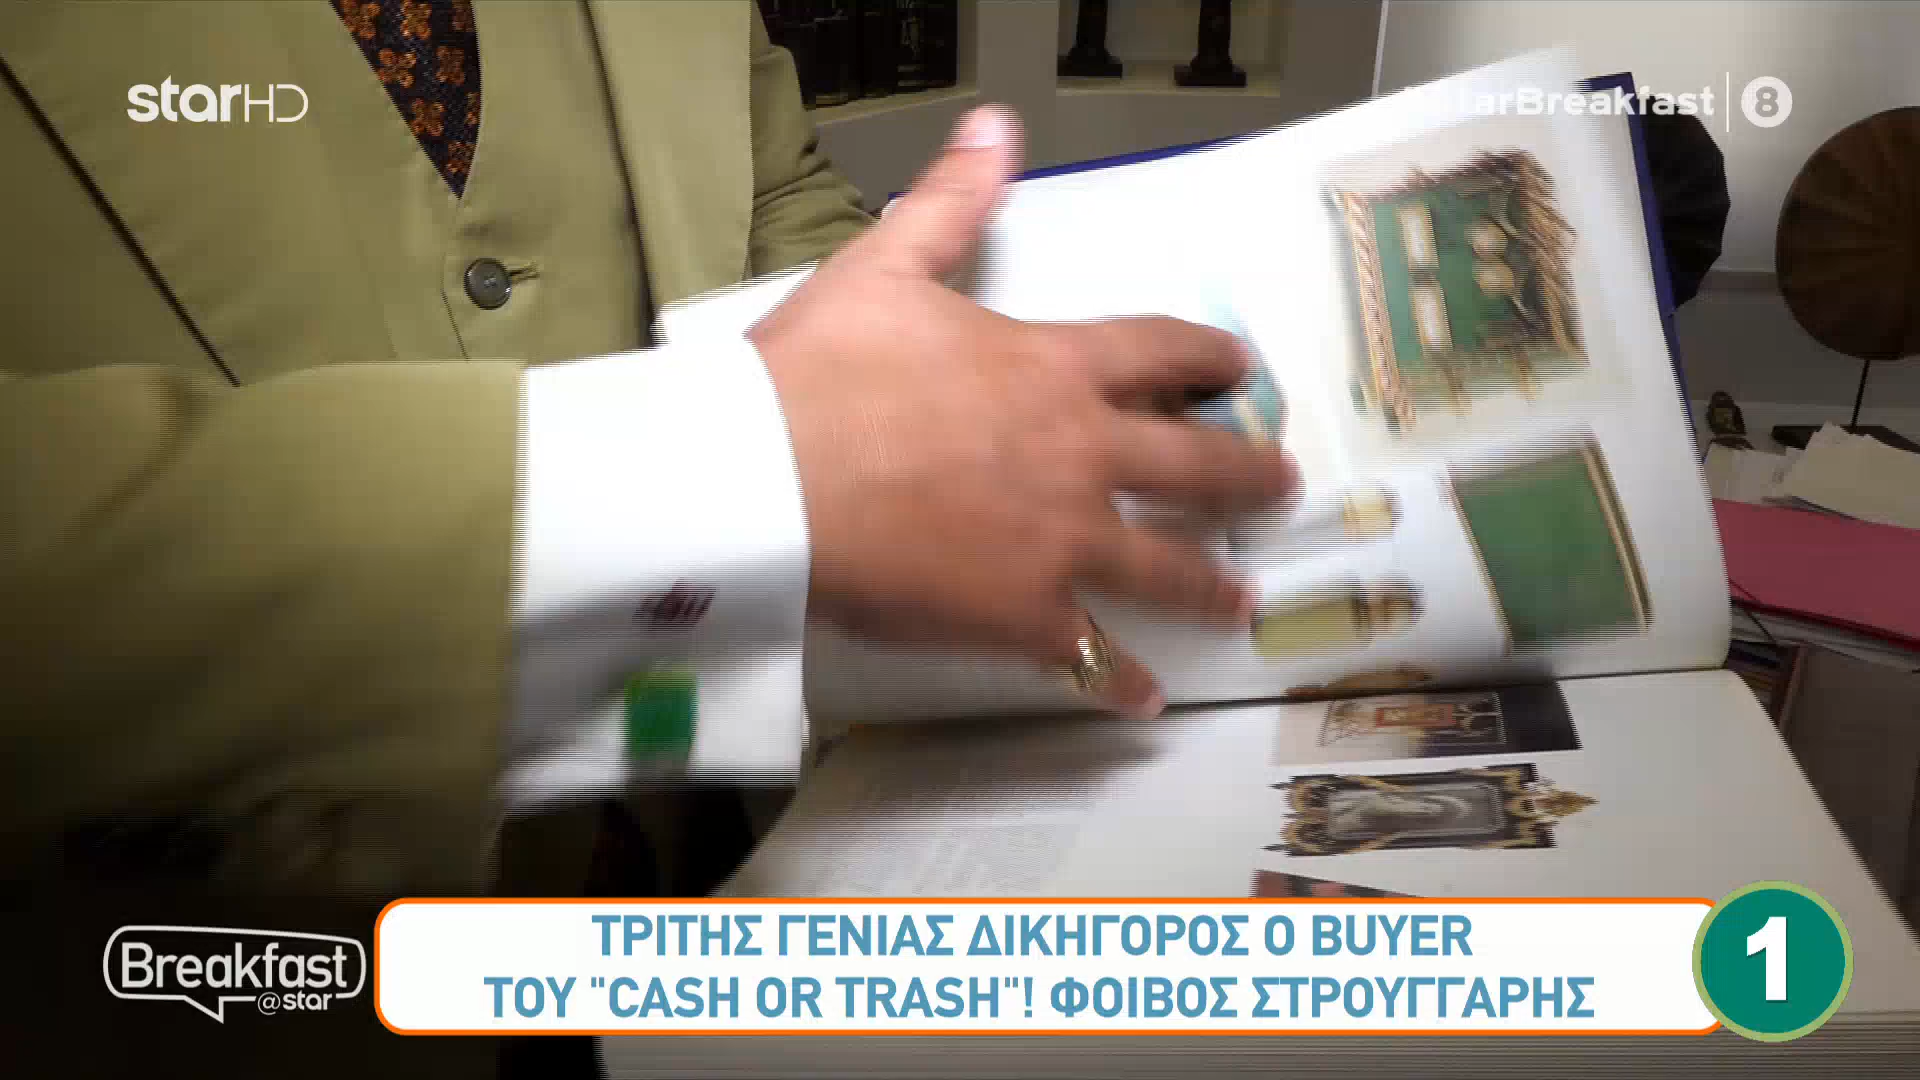 starHD
arBreakfast 8
ΤΡΙΤΗΣ ΓΕΝΙΑΣ ΔΙΚΗΓΟΡΟΣ Ο BUYER
ΤΟΥ "CASH OR TRASH"! ΦΟΙΒΟΣ ΣΤΡΟΥΓΓΑΡΗΣ
Breakfast
@star
1